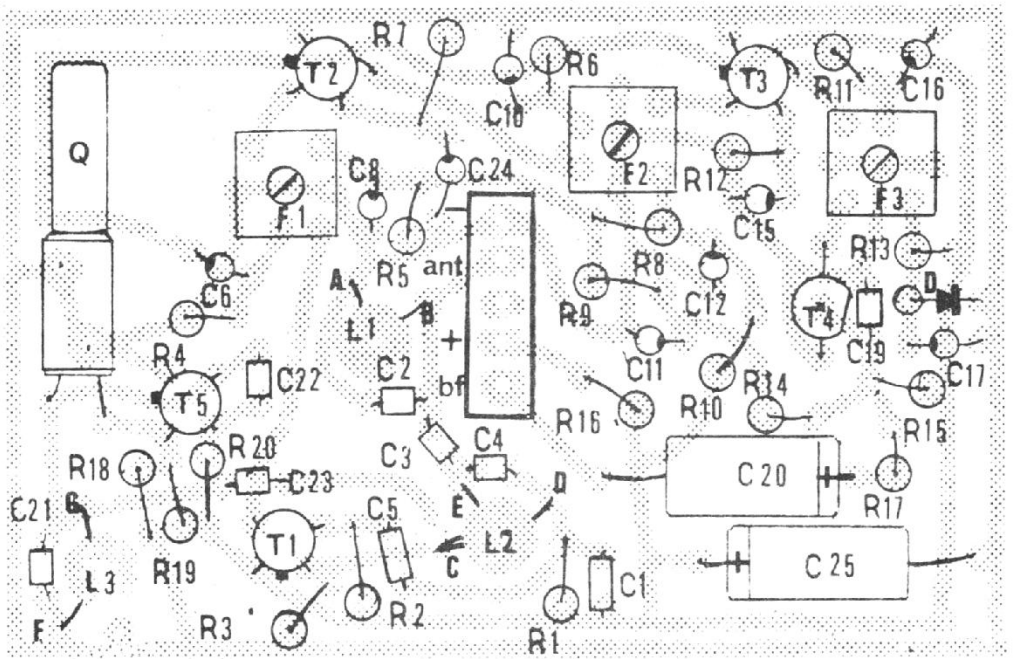 R7
T2
C10
R6
T3
R11
C16
Q
C8
C24
F1
F2
R12
F3
C15
R13
R5
ant
A
B
L1
+
bf
C6
R4
R8
R9
C12
C11
T4
C19
D
C17
T5
C22
C2
R16
R10
R14
R15
C3
C4
R18
R20
C23
C20
+
R17
C21
G
E
D
R19
T1
C5
C
L2
L3
F
R3
R2
R1
C1
+
C25